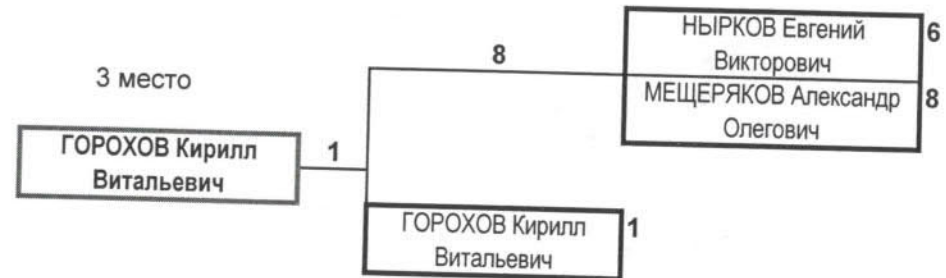 НЫРКОВ Евгений 6
Викторович
8
МЕЩЕРЯКОВ Александр 8
Олегович
3 место
ГОРОХОВ Кирилл 1
Витальевич
ГОРОХОВ Кирилл 1
Витальевич